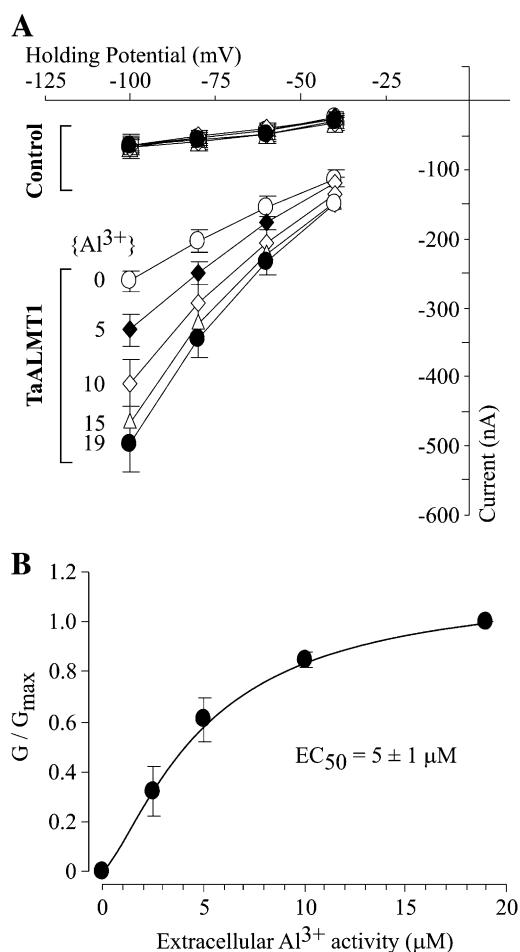 A
Holding Potential (mV)
-125 -100 -75 -50 -25
Control
-100
{Al3+}
-200
0
TaALMT1
5
-300
10
-400
15
19
-500
-600
Current (nA)
B
1.2
1.0
0.8
0.6
0.4
0.2
0
G / Gmax
EC50 = 5 ± 1 µM
0 5 10 15 20
Extracellular Al3+ activity (µM)